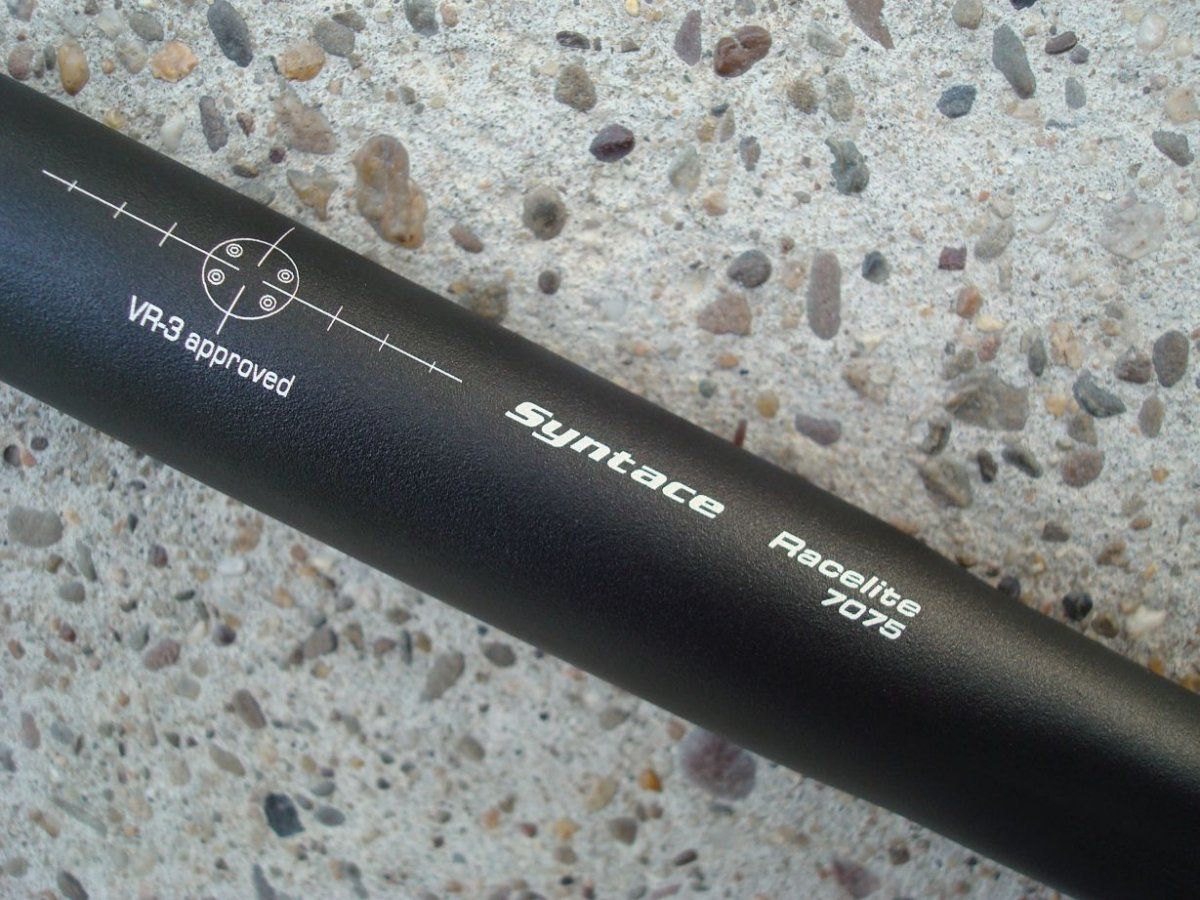 VR-3 approved
Syntace
Racelite
7075